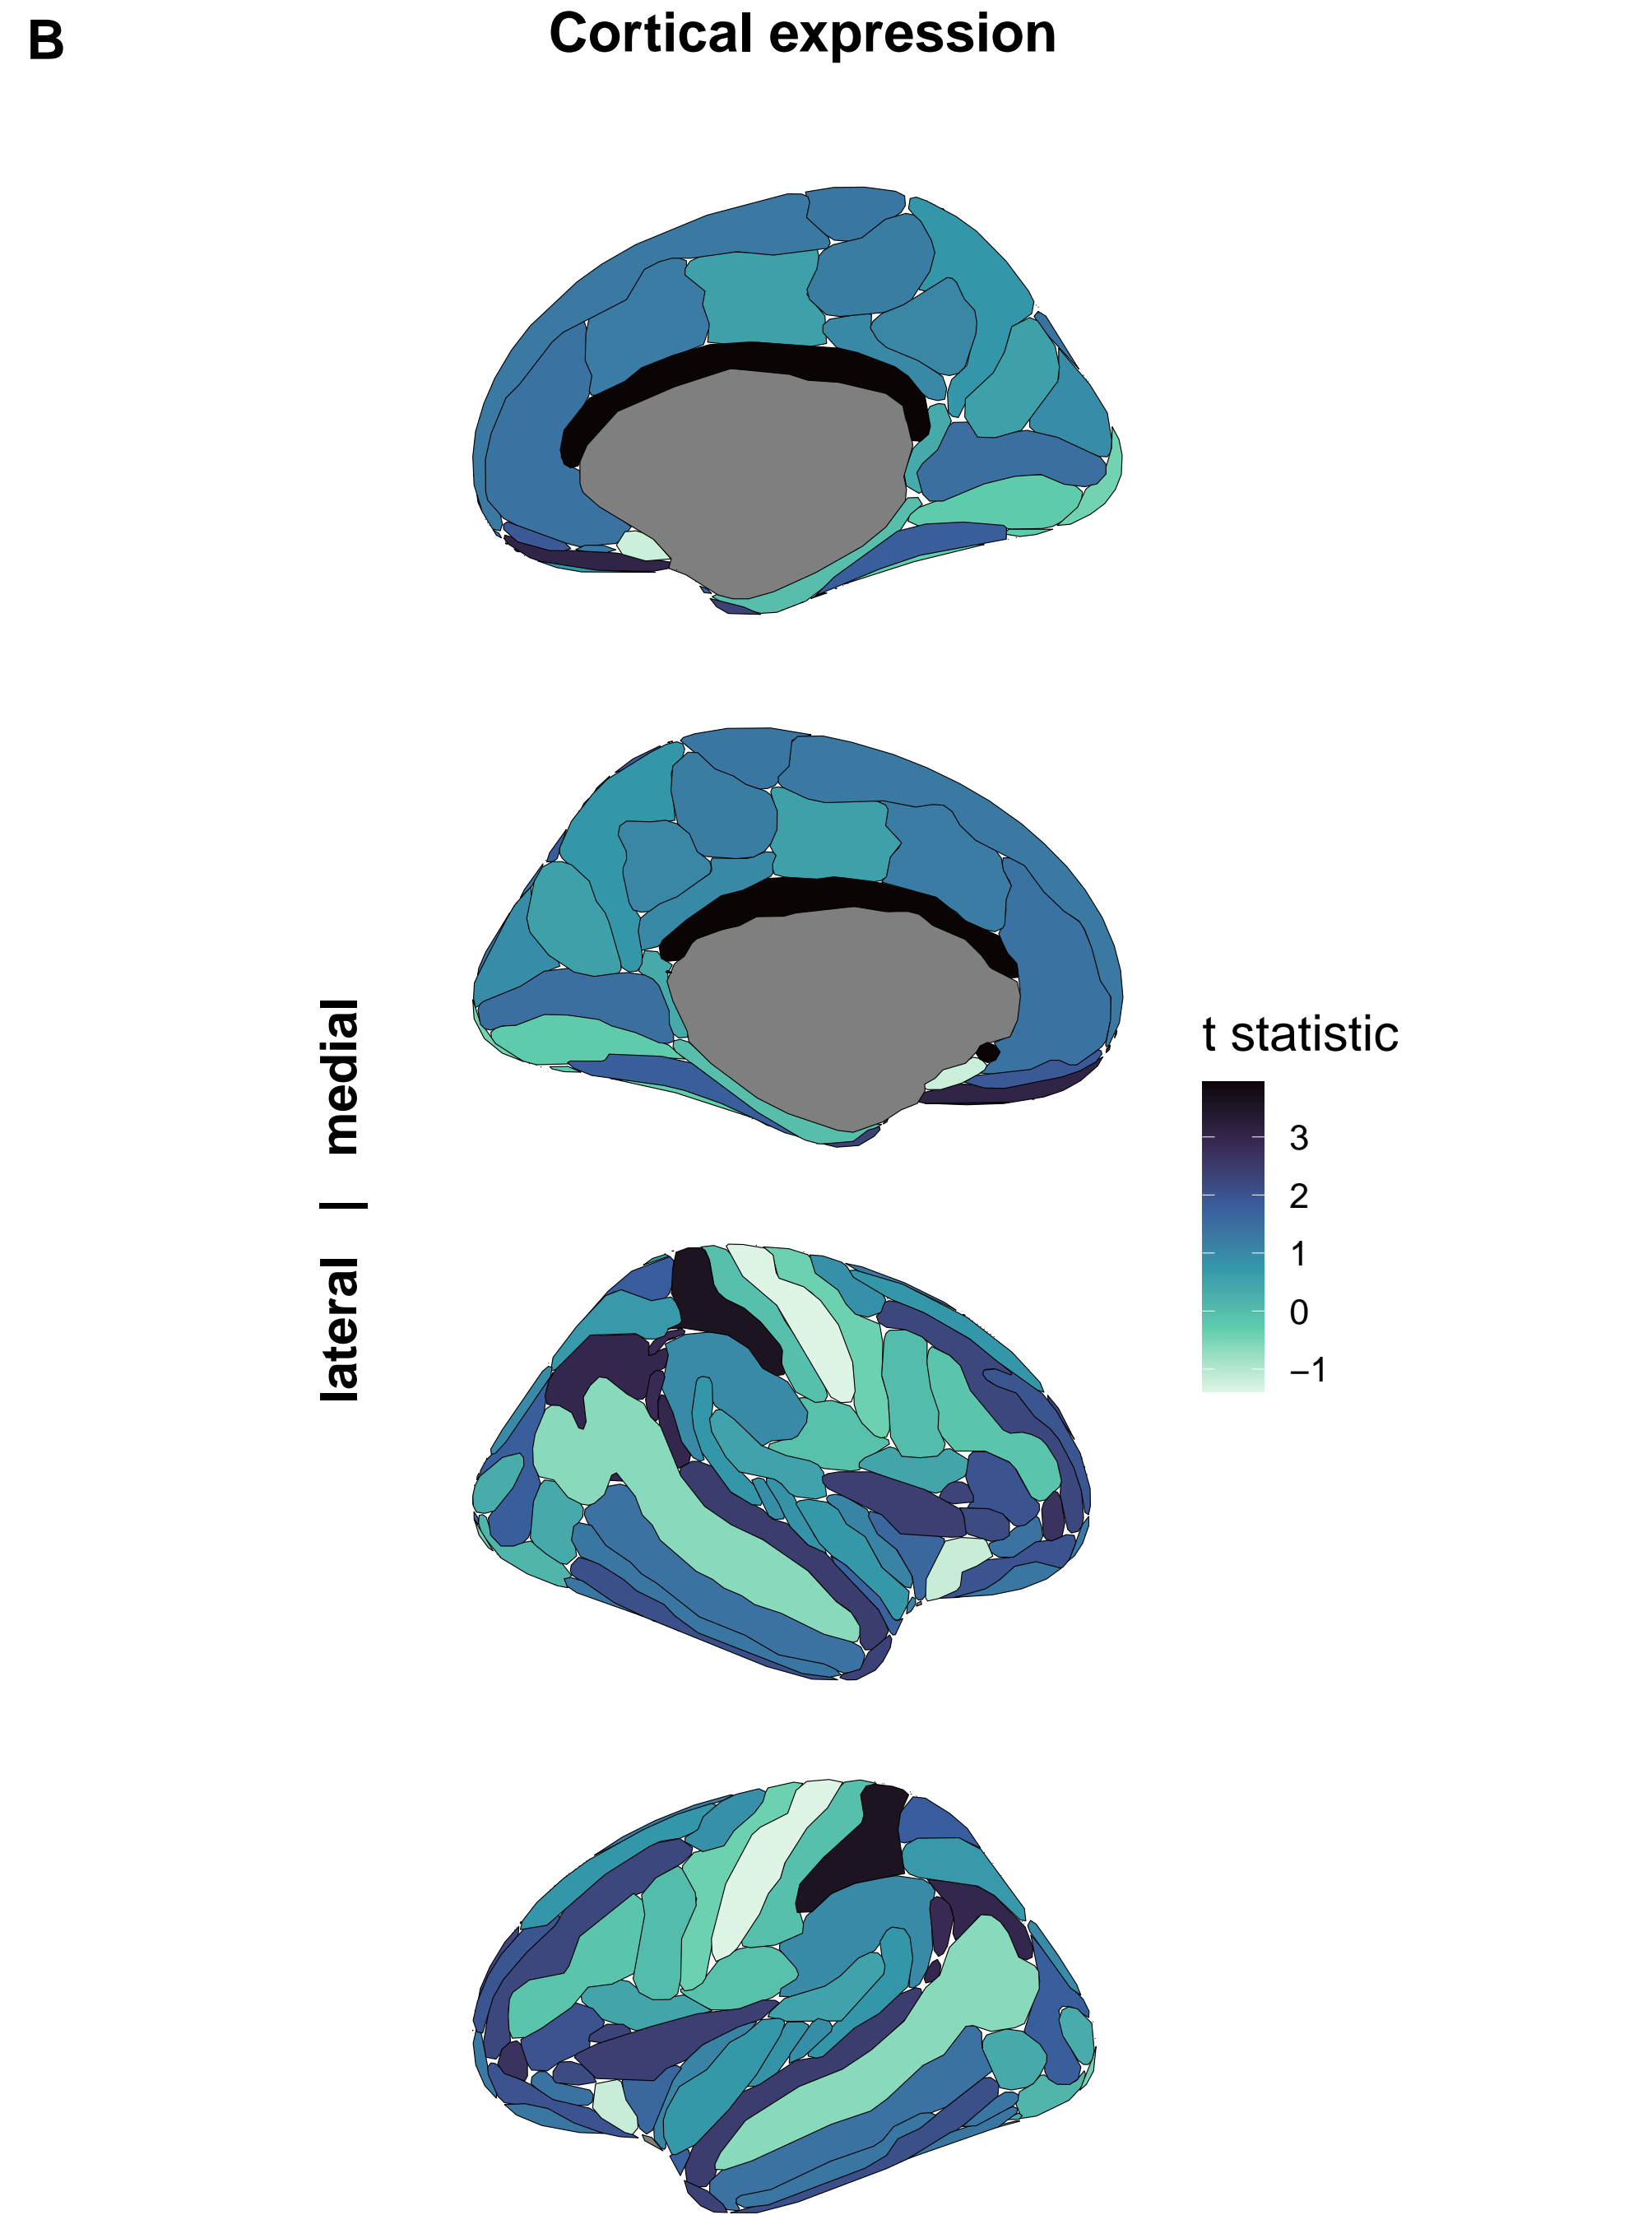 B
Cortical expression
lateral | medial
t statistic
3
2
1
0
−1